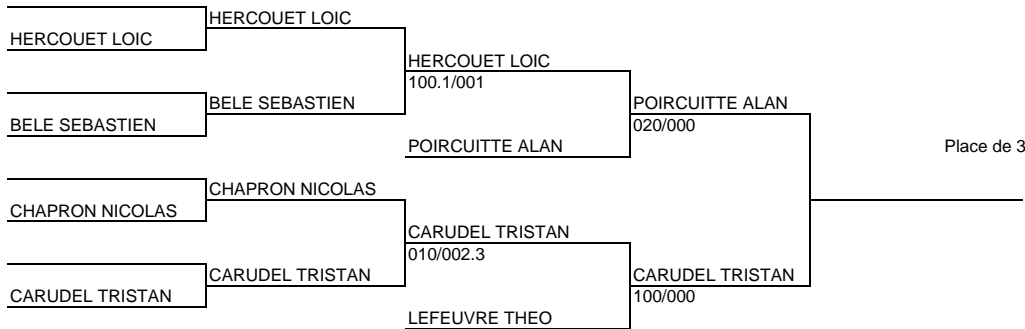 HERCOUET LOIC
HERCOUET LOIC
HERCOUET LOIC
100.1/001
BELE SEBASTIEN
POIRCUITTE ALAN
BELE SEBASTIEN
020/000
POIRCUITTE ALAN
Place de 3
CHAPRON NICOLAS
CHAPRON NICOLAS
CARUDEL TRISTAN
010/002.3
CARUDEL TRISTAN
CARUDEL TRISTAN
CARUDEL TRISTAN
100/000
LEFEUVRE THEO